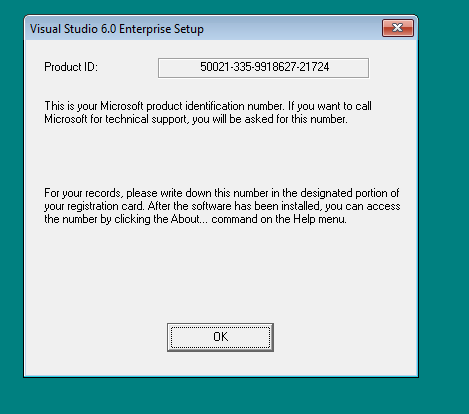 Visual Studio 6.0 Enterprise Setup
Product ID: 50021-335-9918627-21724
This is your Microsoft product identification number. If you want to call
Microsoft for technical support, you will be asked for this number.
For your records, please write down this number in the designated portion of
your registration card. After the software has been installed, you can access
the number by clicking the About... command on the Help menu.
OK